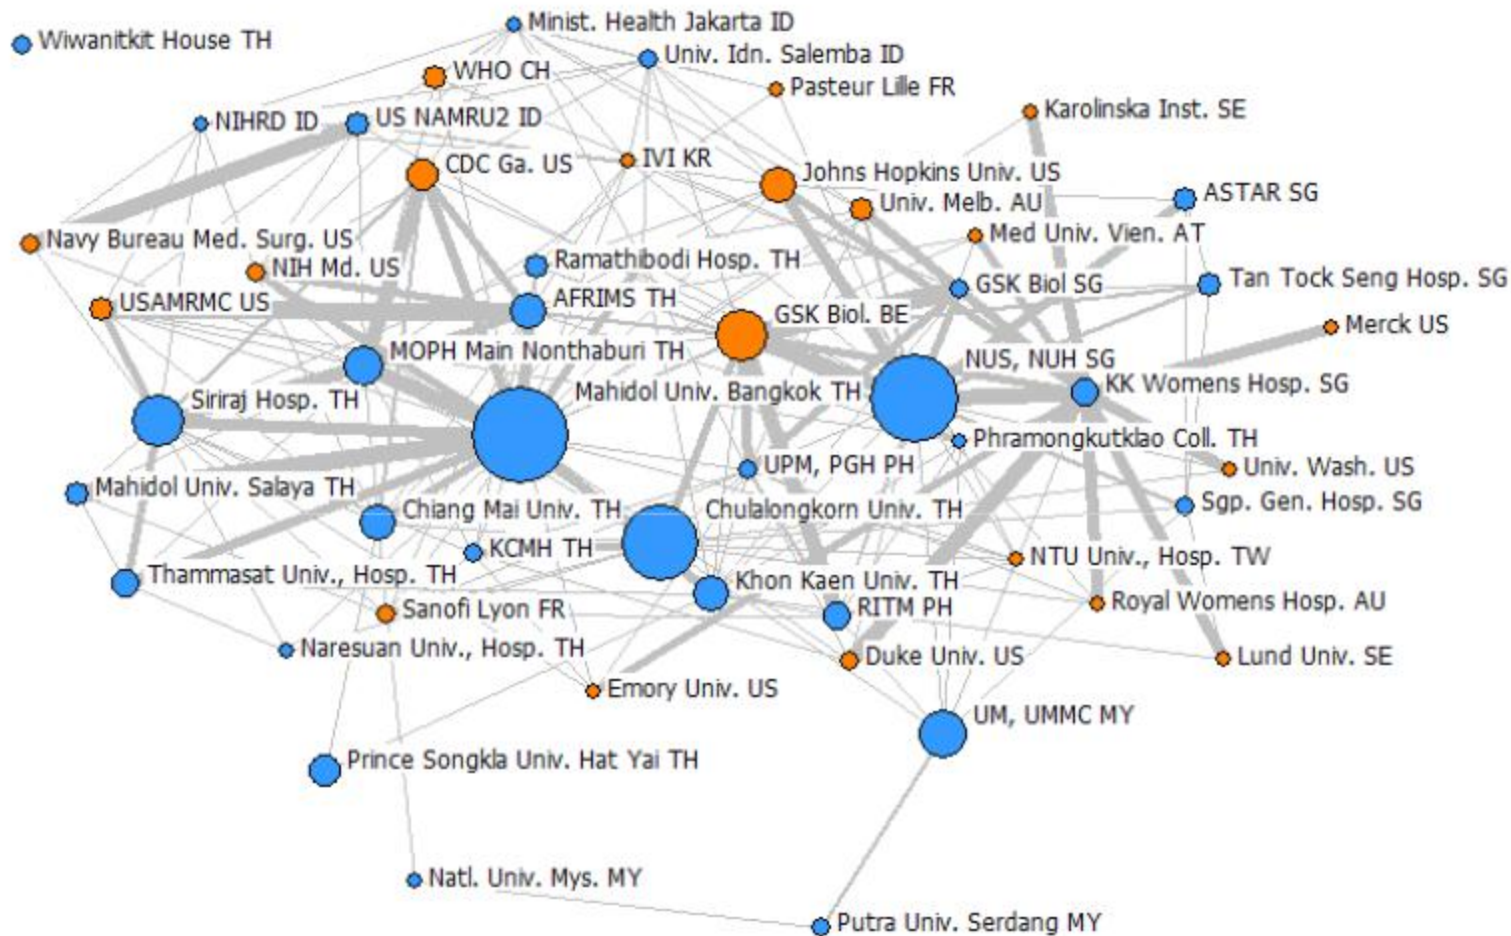 Minist. Health Jakarta ID
Wiwanitkit House TH
Univ. Idn. Salemba ID
WHO CH
Pasteur Lille FR
Karolinska Inst. SE
NIHRD ID
US NAMRU2 ID
IVI KR
CDC Ga. US
Johns Hopkins Univ. US
ASTAR SG
Univ. Melb. AU
Med Univ. Vien. AT
Navy Bureau Med. Surg. US
NIH Md. US
Ramathibodi Hosp. TH
GSK Biol SG
Tan Tock Seng Hosp. SG
USAMRMC US
AFRIMS TH
GSK Biol. BE
Merck US
MOPH Main Nonthaburi TH
NUS, NUH SG
Siriraj Hosp. TH
Mahidol Univ. Bangkok TH
KK Womens Hosp. SG
Phramongkutklao Coll. TH
UPM, PGH PH
Univ. Wash. US
Mahidol Univ. Salaya TH
Chiang Mai Univ. TH
Chulalongkorn Univ. TH
Sgp. Gen. Hosp. SG
KCMH TH
NTU Univ., Hosp. TW
Thammasat Univ., Hosp. TH
Khon Kaen Univ. TH
Sanofi Lyon FR
RITM PH
Royal Womens Hosp. AU
Naresuan Univ., Hosp. TH
Duke Univ. US
Lund Univ. SE
Emory Univ. US
UM, UMMC MY
Prince Songkla Univ. Hat Yai TH
Natl. Univ. Mys. MY
Putra Univ. Serdang MY